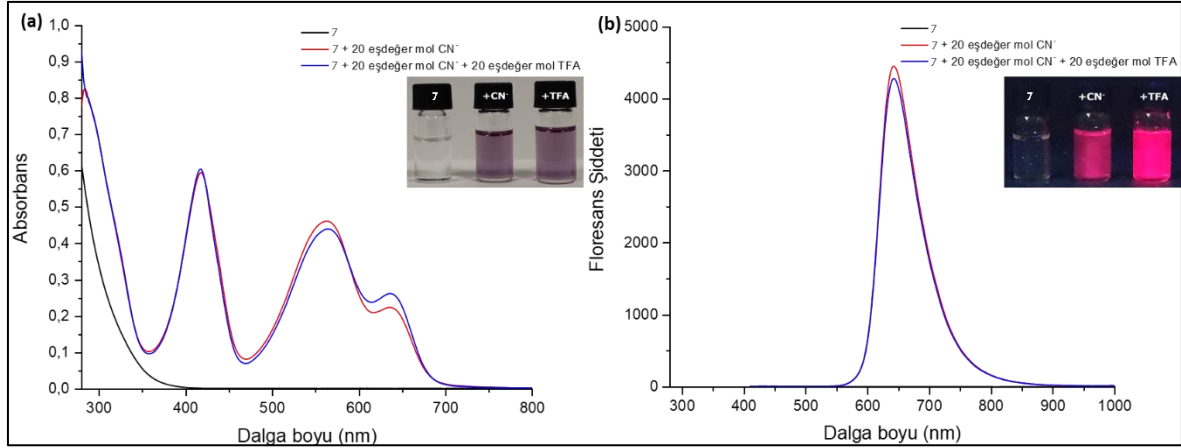 (a)
1,0
0,9
0,8
0,7
0,6
0,5
0,4
0,3
0,2
0,1
0,0
Absorbans
7
7 + 20 eşdeğer mol CN⁻
7 + 20 eşdeğer mol CN⁻ + 20 eşdeğer mol TFA
7 +CN⁻ +TFA
300 400 500 600 700 800
Dalga boyu (nm)
(b)
5000
4000
3000
2000
1000
0
Floresans Şiddeti
7
7 + 20 eşdeğer mol CN⁻
7 + 20 eşdeğer mol CN⁻ + 20 eşdeğer mol TFA
7 +CN⁻ +TFA
300 400 500 600 700 800 900 1000
Dalga boyu (nm)